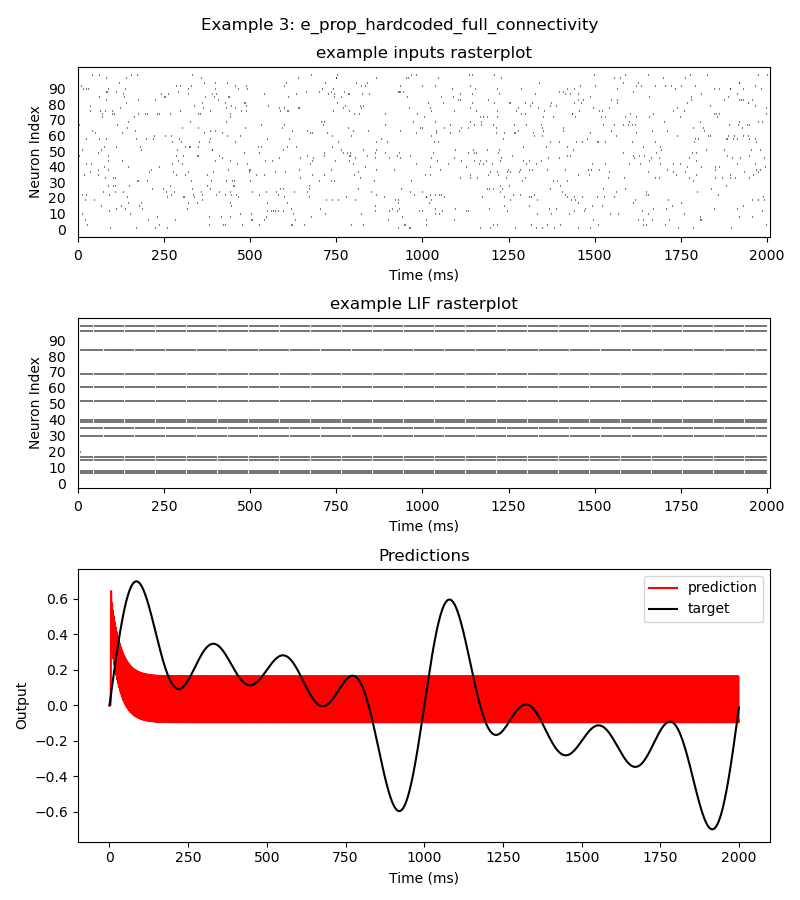 Example 3: e_prop_hardcoded_full_connectivity
example inputs rasterplot
Neuron Index
90
80
70
60
50
40
30
20
10
0
0 250 500 750 1000 1250 1500 1750 2000
Time (ms)
example LIF rasterplot
Neuron Index
90
80
70
60
50
40
30
20
10
0
0 250 500 750 1000 1250 1500 1750 2000
Time (ms)
Predictions
Output
0.6
0.4
0.2
0.0
−0.2
−0.4
−0.6
prediction
target
0 250 500 750 1000 1250 1500 1750 2000
Time (ms)